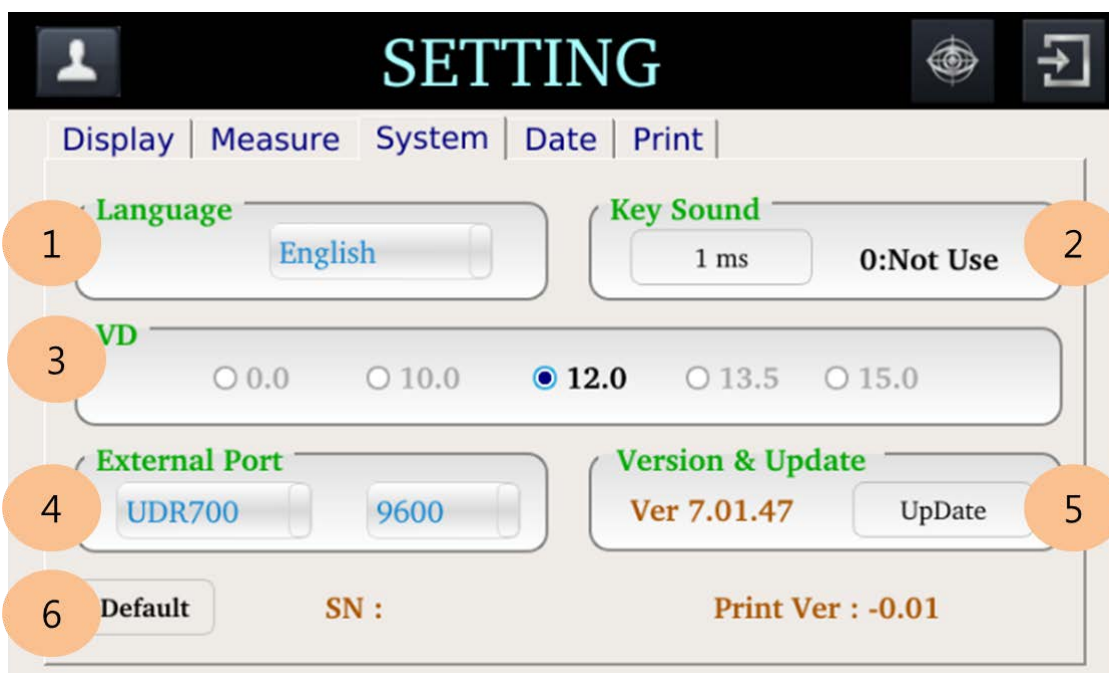 SETTING
Display Measure System Date Print
Language
Key Sound
1
English
1 ms 0:Not Use
2
VD
3
0.0 10.0 12.0 13.5 15.0
External Port
Version & Update
4
UDR700 9600
Ver 7.01.47 UpDate
5
6
Default SN : Print Ver : -0.01